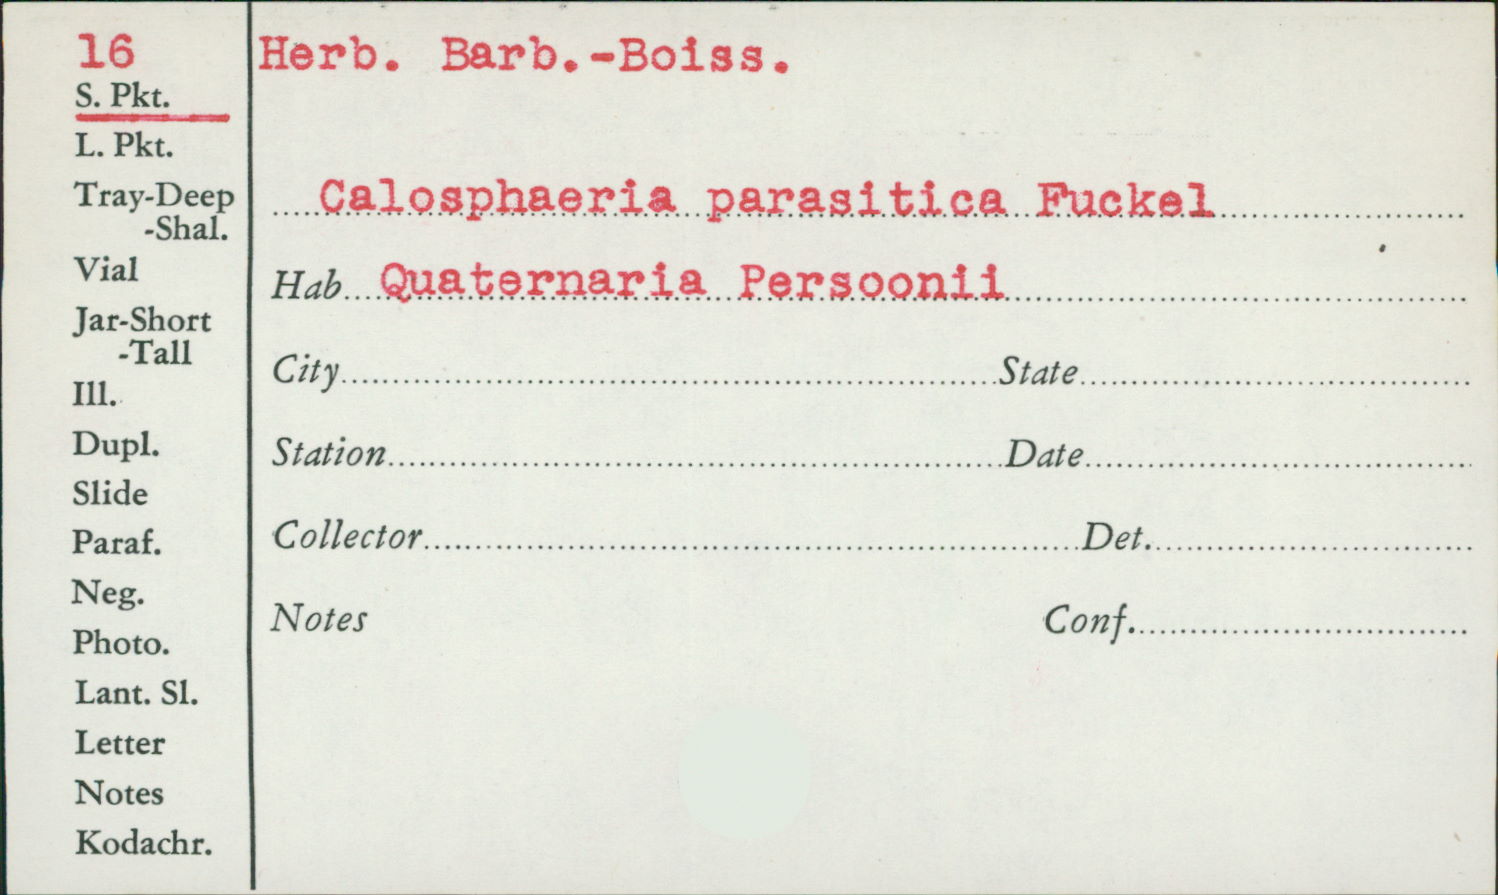 16
S. Pkt.
L. Pkt.
Tray-Deep
-Shal.
Vial
Jar-Short
-Tall
Ill.
Dupl.
Slide
Paraf.
Neg.
Photo.
Lant. Sl.
Letter
Notes
Kodachr.
Herb. Barb.-Boiss.
Calosphaeria parasitica Fuckel
Hab Quaternaria Persoonii
City State
Station Date
Collector Det.
Notes Conf.